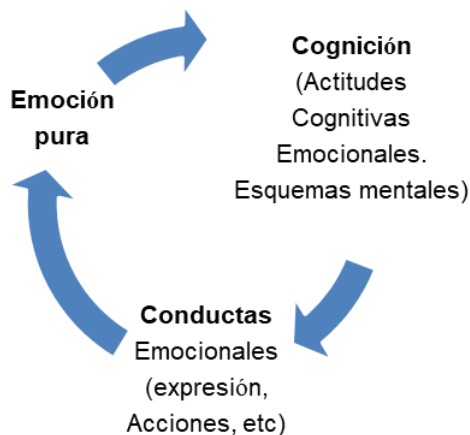 Emoción
pura
Cognición
(Actitudes
Cognitivas
Emocionales.
Esquemas mentales)
Conductas
Emocionales
(expresión,
Acciones, etc)